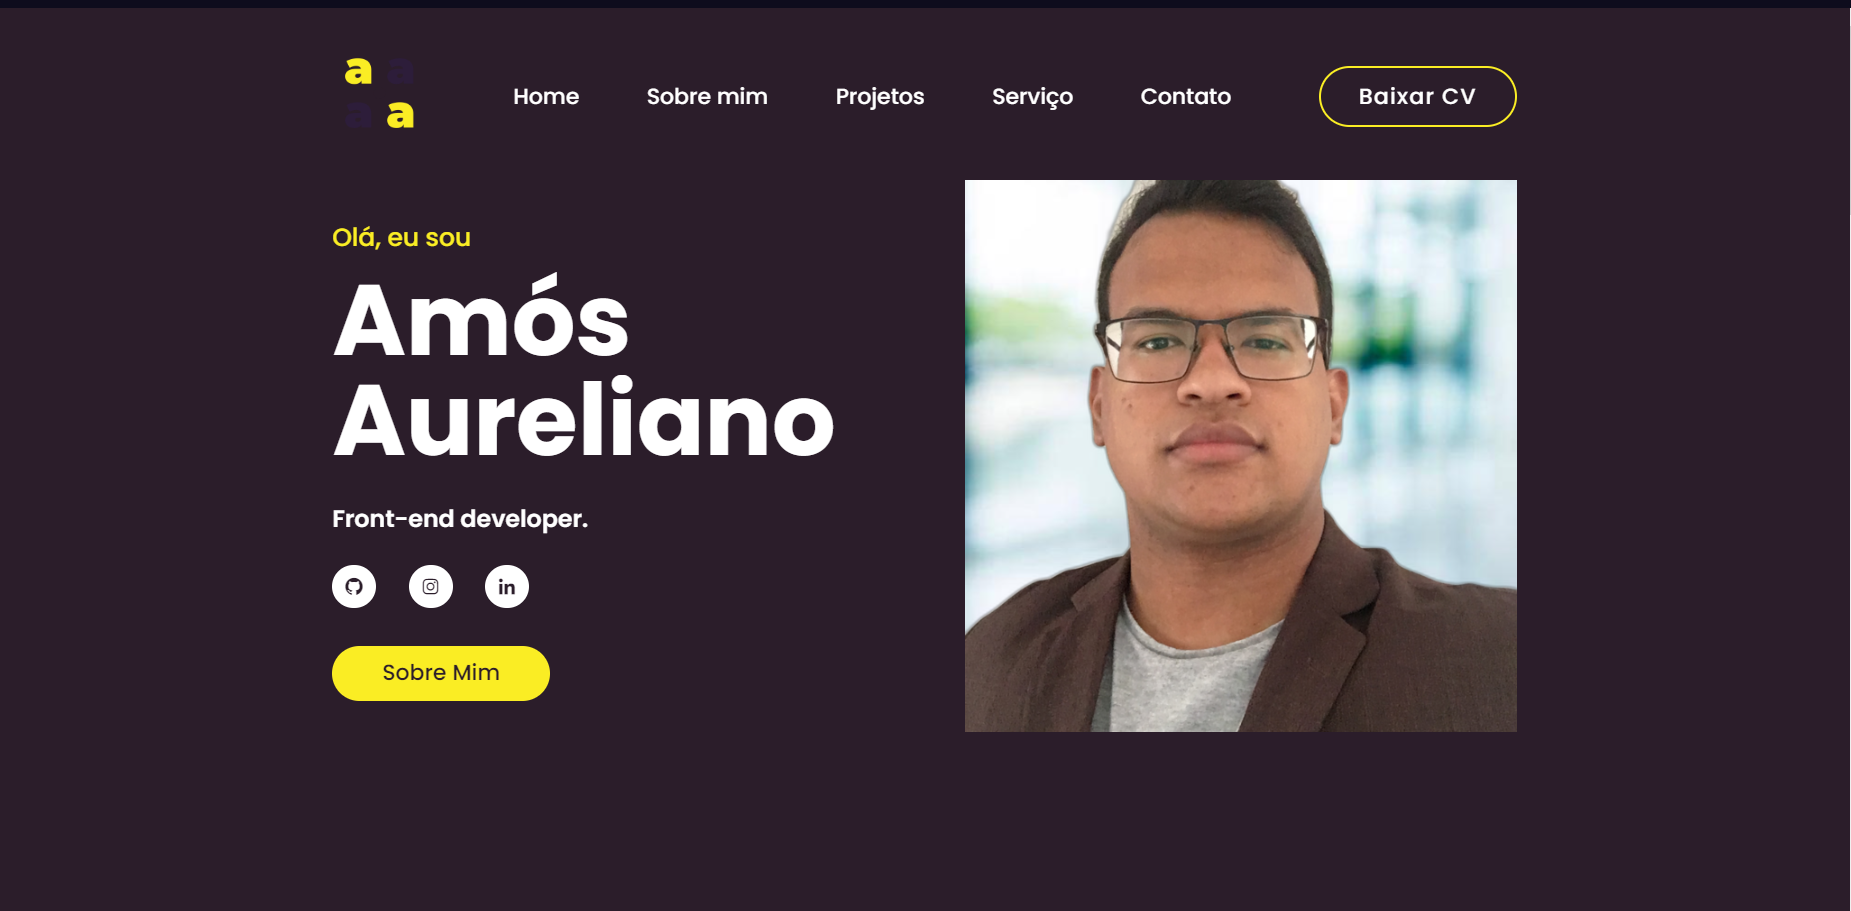 a a
a a
Home Sobre mim Projetos Serviço Contato Baixar CV
Olá, eu sou
Amós
Aureliano
Front-end developer.
in
Sobre Mim